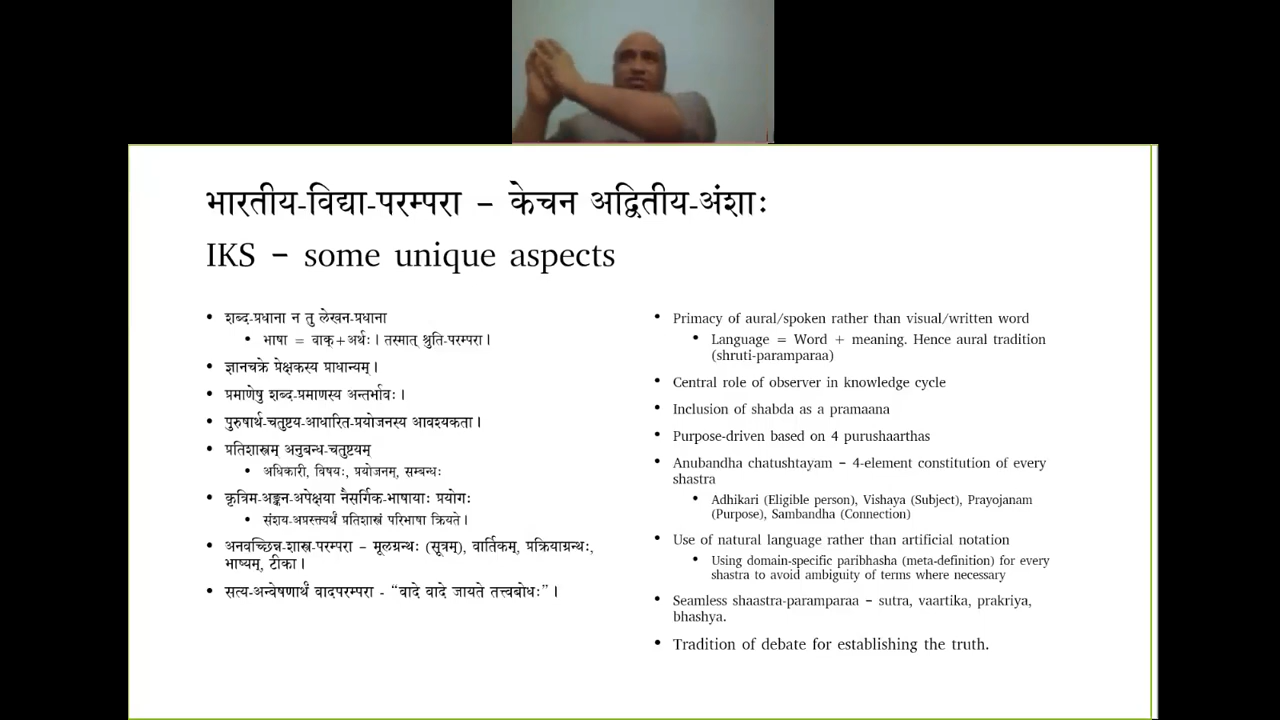 भारतीय-विद्या-परम्परा – केचन अद्वितीय-अंशाः
IKS – some unique aspects
• शब्द-प्रधाना न तु लेखन-प्रधाना
• भाषा = वाक्+अर्थः। तस्मात् श्रुति-परम्परा।
• ज्ञानचक्रे प्रेक्षकस्य प्राधान्यम्।
• प्रमाणेषु शब्द-प्रमाणस्य अन्तर्भावः।
• पुरुषार्थ-चतुष्टय-आधारित-प्रयोजनस्य आवश्यकता।
• प्रतिशास्त्रम् अनुबन्ध-चतुष्टयम्
• अधिकारी, विषयः, प्रयोजनम्, सम्बन्धः
• कृत्रिम-अङ्कन-अपेक्षया नैसर्गिक-भाषायाः प्रयोगः
• संशय-अप्रसक्त्यर्थं प्रतिशास्त्रं परिभाषा क्रियते।
• अनवच्छिन्न-शास्त्र-परम्परा – मूलग्रन्थः (सूत्रम्), वार्तिकम्, प्रक्रियाग्रन्थः,
भाष्यम्, टीका।
• सत्य-अन्वेषणार्थं वादपरम्परा - “वादे वादे जायते तत्त्वबोधः”।
• Primacy of aural/spoken rather than visual/written word
• Language = Word + meaning. Hence aural tradition
(shruti-paramparaa)
• Central role of observer in knowledge cycle
• Inclusion of shabda as a pramaana
• Purpose-driven based on 4 purushaarthas
• Anubandha chatushtayam – 4-element constitution of every
shastra
• Adhikari (Eligible person), Vishaya (Subject), Prayojanam
(Purpose), Sambandha (Connection)
• Use of natural language rather than artificial notation
• Using domain-specific paribhasha (meta-definition) for every
shastra to avoid ambiguity of terms where necessary
• Seamless shaastra-paramparaa – sutra, vaartika, prakriya,
bhashya.
• Tradition of debate for establishing the truth.